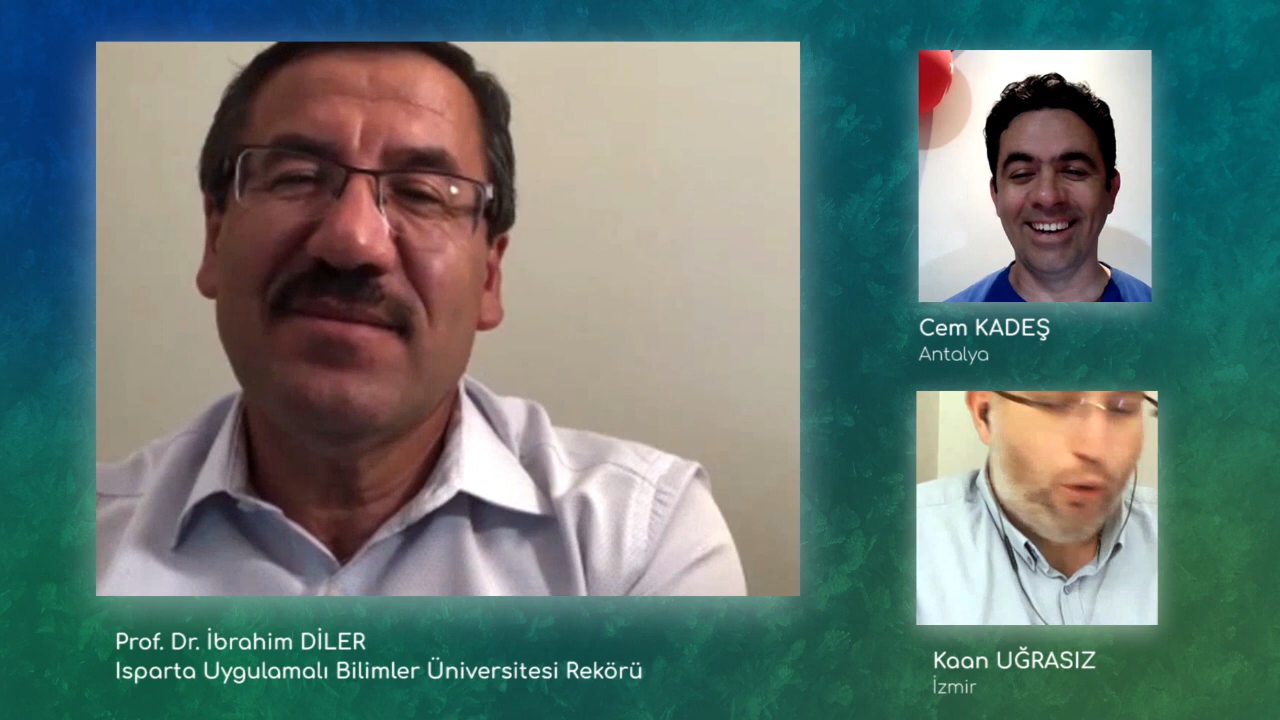 Prof. Dr. İbrahim DİLER
Isparta Uygulamalı Bilimler Üniversitesi Rekörü
Cem KADEŞ
Antalya
Kaan UĞRASIZ
İzmir